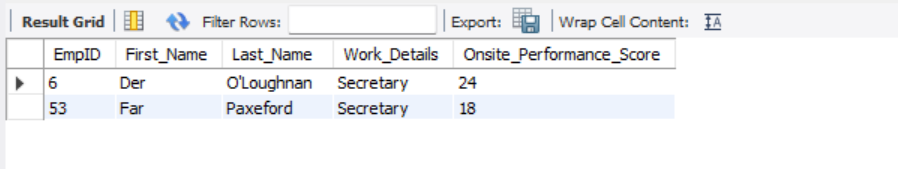 Result Grid Filter Rows: Export: Wrap Cell Content: IA
EmpID First_Name Last_Name Work_Details Onsite_Performance_Score
6 Der O'Loughnan Secretary 24
53 Far Paxeford Secretary 18